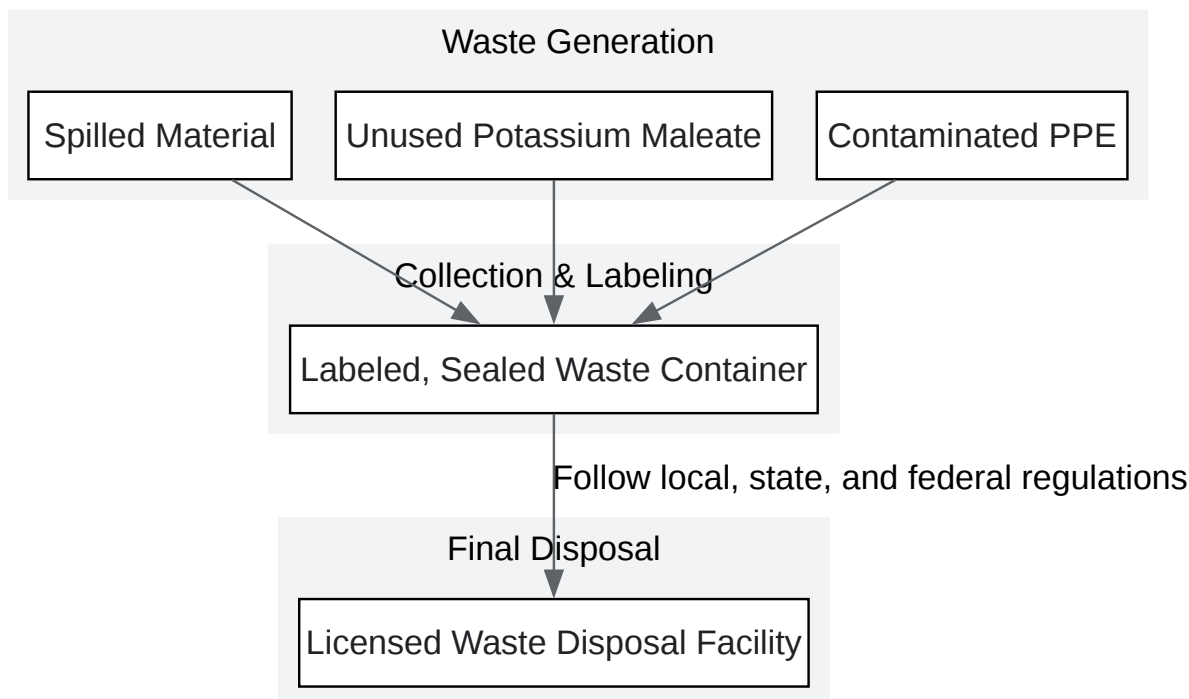 Waste Generation
Spilled Material
Unused Potassium Maleate
Contaminated PPE
Collection & Labeling
Labeled, Sealed Waste Container
Follow local, state, and federal regulations
Final Disposal
Licensed Waste Disposal Facility